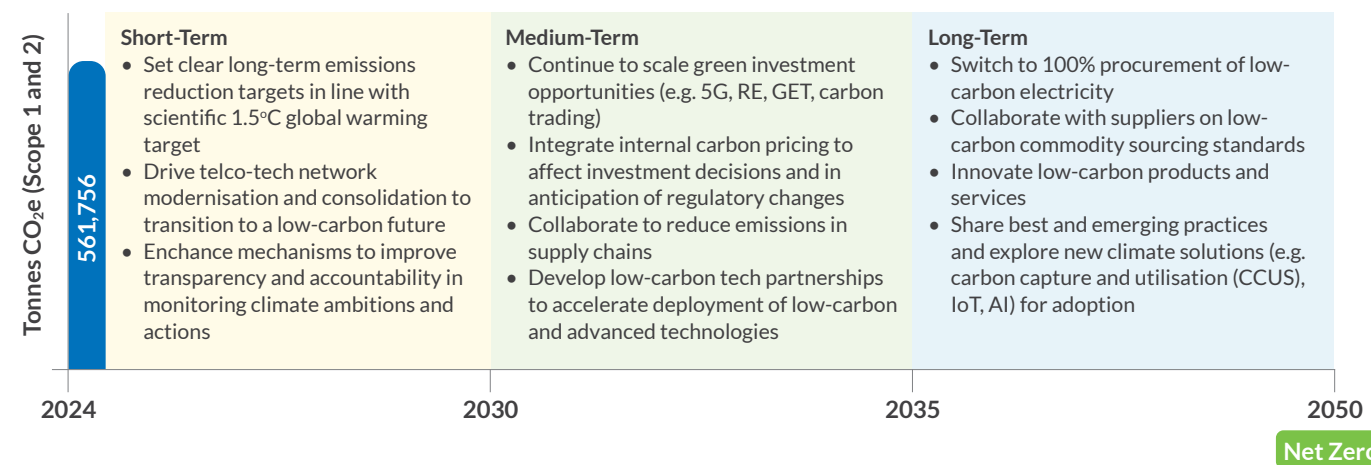 Tonnes CO₂e (Scope 1 and 2)
561,756
Short-Term
• Set clear long-term emissions
reduction targets in line with
scientific 1.5°C global warming
target
• Drive telco-tech network
modernisation and consolidation to
transition to a low-carbon future
• Enchance mechanisms to improve
transparency and accountability in
monitoring climate ambitions and
actions
Medium-Term
• Continue to scale green investment
opportunities (e.g. 5G, RE, GET, carbon
trading)
• Integrate internal carbon pricing to
affect investment decisions and in
anticipation of regulatory changes
• Collaborate to reduce emissions in
supply chains
• Develop low-carbon tech partnerships
to accelerate deployment of low-carbon
and advanced technologies
Long-Term
• Switch to 100% procurement of low-
carbon electricity
• Collaborate with suppliers on low-
carbon commodity sourcing standards
• Innovate low-carbon products and
services
• Share best and emerging practices
and explore new climate solutions (e.g.
carbon capture and utilisation (CCUS),
IoT, AI) for adoption
2024
2030
2035
2050
Net Zero